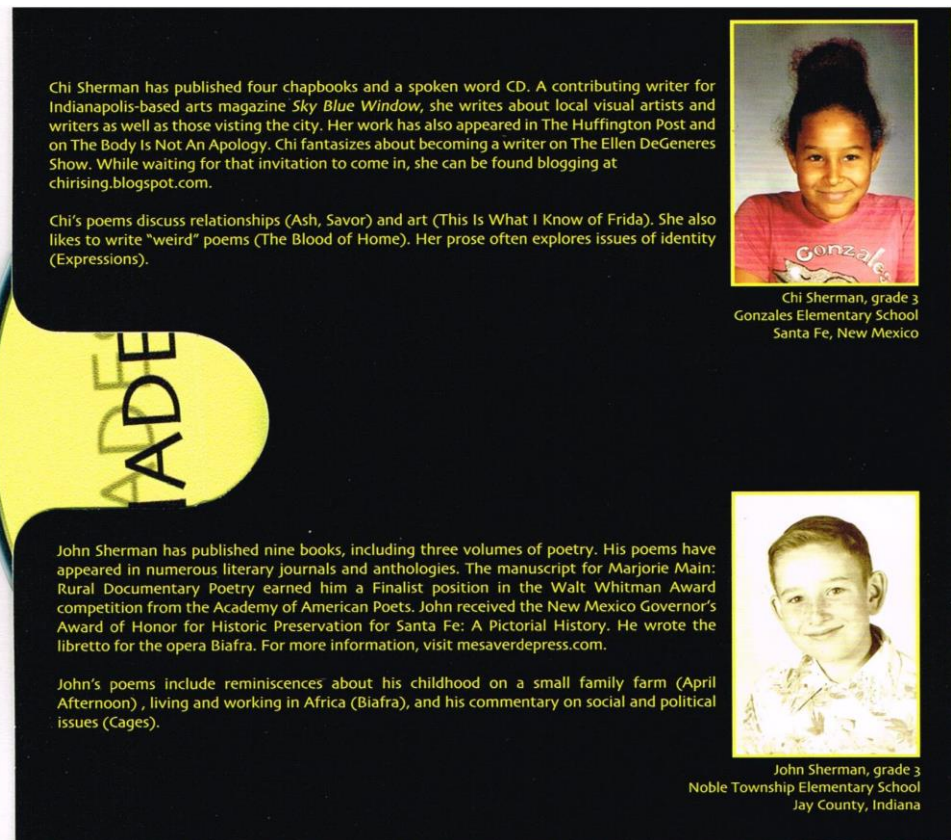 Chi Sherman has published four chapbooks and a spoken word CD. A contributing writer for
Indianapolis-based arts magazine Sky Blue Window, she writes about local visual artists and
writers as well as those visting the city. Her work has also appeared in The Huffington Post and
on The Body Is Not An Apology. Chi fantasizes about becoming a writer on The Ellen DeGeneres
Show. While waiting for that invitation to come in, she can be found blogging at
chirising.blogspot.com.
Chi's poems discuss relationships (Ash, Savor) and art (This Is What I Know of Frida). She also
likes to write "weird" poems (The Blood of Home). Her prose often explores issues of identity
(Expressions).
Gonzales
Chi Sherman, grade 3
Gonzales Elementary School
Santa Fe, New Mexico
John Sherman has published nine books, including three volumes of poetry. His poems have
appeared in numerous literary journals and anthologies. The manuscript for Marjorie Main:
Rural Documentary Poetry earned him a Finalist position in the Walt Whitman Award
competition from the Academy of American Poets. John received the New Mexico Governor's
Award of Honor for Historic Preservation for Santa Fe: A Pictorial History. He wrote the
libretto for the opera Biafra. For more information, visit mesaverdepress.com.
John's poems include reminiscences about his childhood on a small family farm (April
Afternoon) , living and working in Africa (Biafra), and his commentary on social and political
issues (Cages).
John Sherman, grade 3
Noble Township Elementary School
Jay County, Indiana